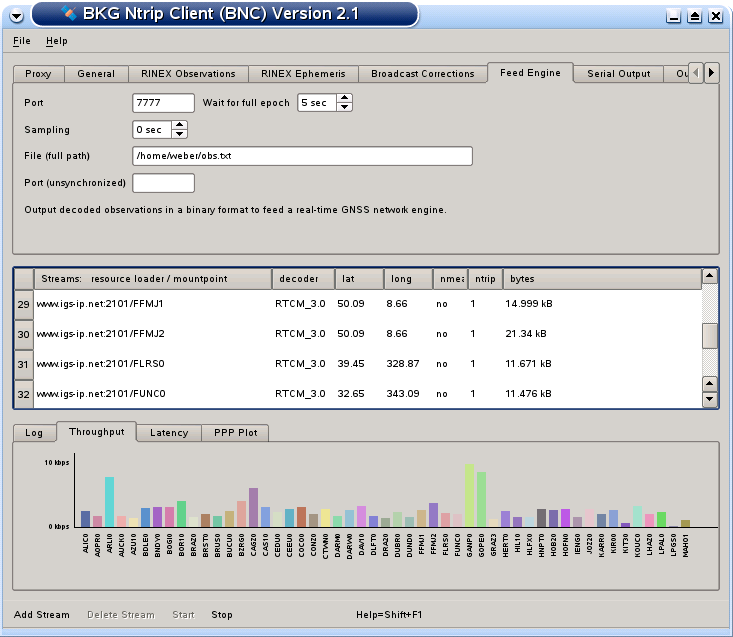 BKG Ntrip Client (BNC) Version 2.1
File Help
Proxy General RINEX Observations RINEX Ephemeris Broadcast Corrections Feed Engine Serial Output Ou
Port 7777 Wait for full epoch 5 sec
Sampling 0 sec
File (full path) /home/weber/obs.txt
Port (unsynchronized)
Output decoded observations in a binary format to feed a real-time GNSS network engine.
Streams: resource loader / mountpoint decoder lat long nmea ntrip bytes
29 www.igs-ip.net:2101/FFMJ1 RTCM_3.0 50.09 8.66 no 1 14.999 kB
30 www.igs-ip.net:2101/FFMJ2 RTCM_3.0 50.09 8.66 no 1 21.34 kB
31 www.igs-ip.net:2101/FLRS0 RTCM_3.0 39.45 328.87 no 1 11.671 kB
32 www.igs-ip.net:2101/FUNC0 RTCM_3.0 32.65 343.09 no 1 11.476 kB
Log Throughput Latency PPP Plot
10 kbps
0 kbps
ALIC0 AOPR0 ARLI0 AUCK0 AZU10 BDLE0 BNDY0 BOGI0 BOR10 BRAZ0 BRST0 BRUS0 BUCU0 BZRG0 CAGZ0 CAS10 CEDU0 CEEU0 COCO0 CONZ0 CTWN0 DARM0 DARW0 DAV10 DLFT0 DRA20 DUBR0 DUND0 FFMJ1 FFMJ2 FLRS0 FUNC0 GANP0 GOPE0 GRAZ3 HERT0 HIL10 HLFX0 HNPT0 HOB20 HOFN0 IENG0 JOZ20 KARR0 KIR00 KIT30 KOUC0 LHAZ0 LPAL0 LPGS0 MAHO1
Add Stream Delete Stream Start Stop Help=Shift+F1